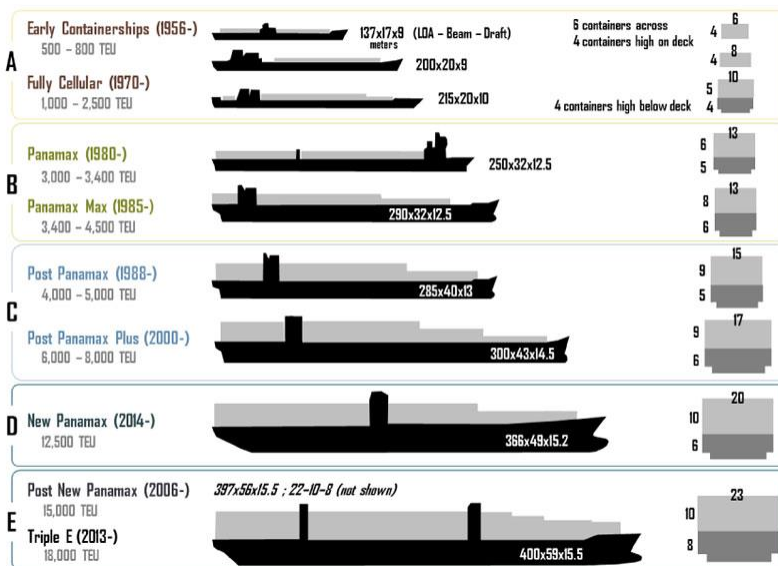 A
Early Containerships (1956-)
500 – 800 TEU
137x17x9 (LOA – Beam – Draft)
meters
6 containers across
4 containers high on deck
6
4
200x20x9
8
4
Fully Cellular (1970-)
1,000 – 2,500 TEU
215x20x10
4 containers high below deck
10
5
4
B
Panamax (1980-)
3,000 – 3,400 TEU
250x32x12.5
13
6
5
Panamax Max (1985-)
3,400 – 4,500 TEU
290x32x12.5
13
8
6
C
Post Panamax (1988-)
4,000 – 5,000 TEU
285x40x13
15
9
5
Post Panamax Plus (2000-)
6,000 – 8,000 TEU
300x43x14.5
17
9
6
D
New Panamax (2014-)
12,500 TEU
366x49x15.2
20
10
6
E
Post New Panamax (2006-)
15,000 TEU
397x56x15.5 ; 22–10–8 (not shown)
Triple E (2013-)
18,000 TEU
400x59x15.5
23
10
8